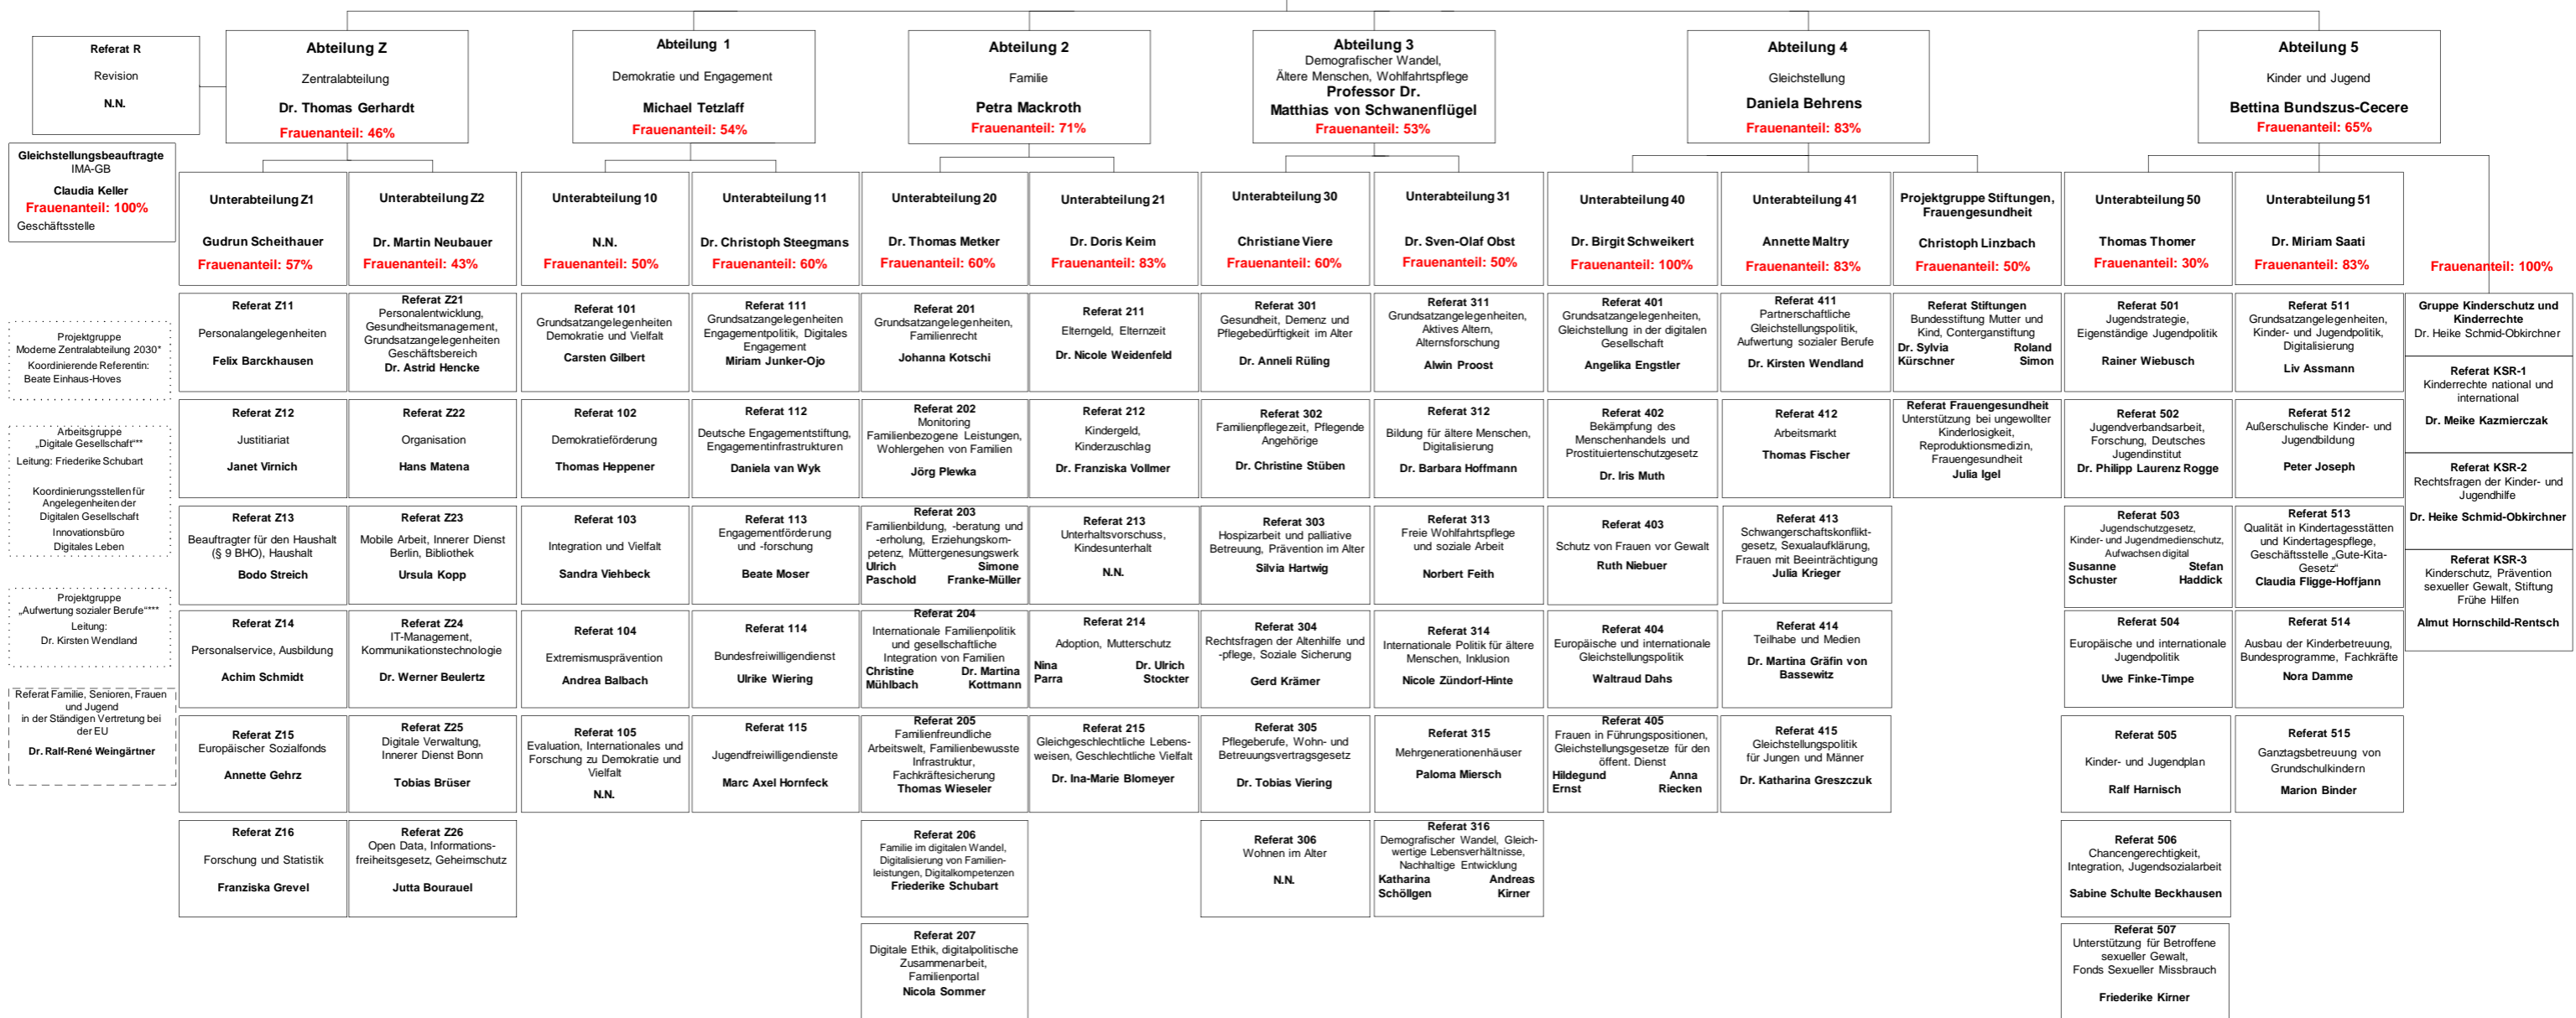 Referat R
Revision
N.N.
Abteilung Z
Zentralabteilung
Dr. Thomas Gerhardt
Frauenanteil: 46%
Abteilung 1
Demokratie und Engagement
Michael Tetzlaff
Frauenanteil: 54%
Abteilung 2
Familie
Petra Mackroth
Frauenanteil: 71%
Abteilung 3
Demografischer Wandel,
Ältere Menschen, Wohlfahrtspflege
Professor Dr.
Matthias von Schwanenflügel
Frauenanteil: 53%
Abteilung 4
Gleichstellung
Daniela Behrens
Frauenanteil: 83%
Abteilung 5
Kinder und Jugend
Bettina Bundszus-Cecere
Frauenanteil: 65%
Gleichstellungsbeauftragte
IMA-GB
Claudia Keller
Frauenanteil: 100%
Geschäftsstelle
Projektgruppe
Moderne Zentralabteilung 2030*
Koordinierende Referentin:
Beate Einhaus-Hoves
Arbeitsgruppe
„Digitale Gesellschaft“**
Leitung: Friederike Schubart
Koordinierungsstellen für
Angelegenheiten der
Digitalen Gesellschaft
Innovationsbüro
Digitales Leben
Projektgruppe
„Aufwertung sozialer Berufe“***
Leitung:
Dr. Kirsten Wendland
Referat Familie, Senioren, Frauen
und Jugend
in der Ständigen Vertretung bei
der EU
Dr. Ralf-René Weingärtner
Unterabteilung Z1
Gudrun Scheithauer
Frauenanteil: 57%
Referat Z11
Personalangelegenheiten
Felix Barckhausen
Referat Z12
Justitiariat
Janet Virnich
Referat Z13
Beauftragter für den Haushalt
(§ 9 BHO), Haushalt
Bodo Streich
Referat Z14
Personalservice, Ausbildung
Achim Schmidt
Referat Z15
Europäischer Sozialfonds
Annette Gehrz
Referat Z16
Forschung und Statistik
Franziska Grevel
Unterabteilung Z2
Dr. Martin Neubauer
Frauenanteil: 43%
Referat Z21
Personalentwicklung,
Gesundheitsmanagement,
Grundsatzangelegenheiten
Geschäftsbereich
Dr. Astrid Hencke
Referat Z22
Organisation
Hans Matena
Referat Z23
Mobile Arbeit, Innerer Dienst
Berlin, Bibliothek
Ursula Kopp
Referat Z24
IT-Management,
Kommunikationstechnologie
Dr. Werner Beulertz
Referat Z25
Digitale Verwaltung,
Innerer Dienst Bonn
Tobias Brüser
Referat Z26
Open Data, Informations-
freiheitsgesetz, Geheimschutz
Jutta Bourauel
Unterabteilung 10
N.N.
Frauenanteil: 50%
Referat 101
Grundsatzangelegenheiten
Demokratie und Vielfalt
Carsten Gilbert
Referat 102
Demokratieförderung
Thomas Heppener
Referat 103
Integration und Vielfalt
Sandra Viehbeck
Referat 104
Extremismusprävention
Andrea Balbach
Referat 105
Evaluation, Internationales und
Forschung zu Demokratie und
Vielfalt
N.N.
Unterabteilung 11
Dr. Christoph Steegmans
Frauenanteil: 60%
Referat 111
Grundsatzangelegenheiten
Engagementpolitik, Digitales
Engagement
Miriam Junker-Ojo
Referat 112
Deutsche Engagementstiftung,
Engagementinfrastrukturen
Daniela van Wyk
Referat 113
Engagementförderung
und -forschung
Beate Moser
Referat 114
Bundesfreiwilligendienst
Ulrike Wiering
Referat 115
Jugendfreiwilligendienste
Marc Axel Hornfeck
Unterabteilung 20
Dr. Thomas Metker
Frauenanteil: 60%
Referat 201
Grundsatzangelegenheiten,
Familienrecht
Johanna Kotschi
Referat 202
Monitoring
Familienbezogene Leistungen,
Wohlergehen von Familien
Jörg Plewka
Referat 203
Familienbildung, -beratung und
-erholung, Erziehungskom-
petenz, Müttergenesungswerk
Ulrich Simone
Paschold Franke-Müller
Referat 204
Internationale Familienpolitik
und gesellschaftliche
Integration von Familien
Christine Dr. Martina
Mühlbach Kottmann
Referat 205
Familienfreundliche
Arbeitswelt, Familienbewusste
Infrastruktur,
Fachkräftesicherung
Thomas Wieseler
Referat 206
Familie im digitalen Wandel,
Digitalisierung von Familien-
leistungen, Digitalkompetenzen
Friederike Schubart
Referat 207
Digitale Ethik, digitalpolitische
Zusammenarbeit,
Familienportal
Nicola Sommer
Unterabteilung 21
Dr. Doris Keim
Frauenanteil: 83%
Referat 211
Elterngeld, Elternzeit
Dr. Nicole Weidenfeld
Referat 212
Kindergeld,
Kinderzuschlag
Dr. Franziska Vollmer
Referat 213
Unterhaltsvorschuss,
Kindesunterhalt
N.N.
Referat 214
Adoption, Mutterschutz
Nina Dr. Ulrich
Parra Stockter
Referat 215
Gleichgeschlechtliche Lebens-
weisen, Geschlechtliche Vielfalt
Dr. Ina-Marie Blomeyer
Unterabteilung 30
Christiane Viere
Frauenanteil: 60%
Referat 301
Gesundheit, Demenz und
Pflegebedürftigkeit im Alter
Dr. Anneli Rüling
Referat 302
Familienpflegezeit, Pflegende
Angehörige
Dr. Christine Stüben
Referat 303
Hospizarbeit und palliative
Betreuung, Prävention im Alter
Silvia Hartwig
Referat 304
Rechtsfragen der Altenhilfe und
-pflege, Soziale Sicherung
Gerd Krämer
Referat 305
Pflegeberufe, Wohn- und
Betreuungsvertragsgesetz
Dr. Tobias Viering
Referat 306
Wohnen im Alter
N.N.
Unterabteilung 31
Dr. Sven-Olaf Obst
Frauenanteil: 50%
Referat 311
Grundsatzangelegenheiten,
Aktives Altern,
Alternsforschung
Alwin Proost
Referat 312
Bildung für ältere Menschen,
Digitalisierung
Dr. Barbara Hoffmann
Referat 313
Freie Wohlfahrtspflege
und soziale Arbeit
Norbert Feith
Referat 314
Internationale Politik für ältere
Menschen, Inklusion
Nicole Zündorf-Hinte
Referat 315
Mehrgenerationenhäuser
Paloma Miersch
Referat 316
Demografischer Wandel, Gleich-
wertige Lebensverhältnisse,
Nachhaltige Entwicklung
Katharina Andreas
Schöllgen Kirner
Unterabteilung 40
Dr. Birgit Schweikert
Frauenanteil: 100%
Referat 401
Grundsatzangelegenheiten,
Gleichstellung in der digitalen
Gesellschaft
Angelika Engstler
Referat 402
Bekämpfung des
Menschenhandels und
Prostituiertenschutzgesetz
Dr. Iris Muth
Referat 403
Schutz von Frauen vor Gewalt
Ruth Niebuer
Referat 404
Europäische und internationale
Gleichstellungspolitik
Waltraud Dahs
Referat 405
Frauen in Führungspositionen,
Gleichstellungsgesetze für den
öffent. Dienst
Hildegund Anna
Ernst Riecken
Unterabteilung 41
Annette Maltry
Frauenanteil: 83%
Referat 411
Partnerschaftliche
Gleichstellungspolitik,
Aufwertung sozialer Berufe
Dr. Kirsten Wendland
Referat 412
Arbeitsmarkt
Thomas Fischer
Referat 413
Schwangerschaftskonflikt-
gesetz, Sexualaufklärung,
Frauen mit Beeinträchtigung
Julia Krieger
Referat 414
Teilhabe und Medien
Dr. Martina Gräfin von
Bassewitz
Referat 415
Gleichstellungspolitik
für Jungen und Männer
Dr. Katharina Greszczuk
Projektgruppe Stiftungen,
Frauengesundheit
Christoph Linzbach
Frauenanteil: 50%
Referat Stiftungen
Bundesstiftung Mutter und
Kind, Conterganstiftung
Dr. Sylvia Roland
Kürschner Simon
Referat Frauengesundheit
Unterstützung bei ungewollter
Kinderlosigkeit,
Reproduktionsmedizin,
Frauengesundheit
Julia Igel
Unterabteilung 50
Thomas Thomer
Frauenanteil: 30%
Referat 501
Jugendstrategie,
Eigenständige Jugendpolitik
Rainer Wiebusch
Referat 502
Jugendverbandsarbeit,
Forschung, Deutsches
Jugendinstitut
Dr. Philipp Laurenz Rogge
Referat 503
Jugendschutzgesetz,
Kinder- und Jugendmedienschutz,
Aufwachsen digital
Susanne Stefan
Schuster Haddick
Referat 504
Europäische und internationale
Jugendpolitik
Uwe Finke-Timpe
Referat 505
Kinder- und Jugendplan
Ralf Harnisch
Referat 506
Chancengerechtigkeit,
Integration, Jugendsozialarbeit
Sabine Schulte Beckhausen
Referat 507
Unterstützung für Betroffene
sexueller Gewalt,
Fonds Sexueller Missbrauch
Friederike Kirner
Unterabteilung 51
Dr. Miriam Saati
Frauenanteil: 83%
Referat 511
Grundsatzangelegenheiten,
Kinder- und Jugendpolitik,
Digitalisierung
Liv Assmann
Referat 512
Außerschulische Kinder- und
Jugendbildung
Peter Joseph
Referat 513
Qualität in Kindertagesstätten
und Kindertagespflege,
Geschäftsstelle „Gute-Kita-
Gesetz“
Claudia Fligge-Hoffjann
Referat 514
Ausbau der Kinderbetreuung,
Bundesprogramme, Fachkräfte
Nora Damme
Referat 515
Ganztagsbetreuung von
Grundschulkindern
Marion Binder
Frauenanteil: 100%
Gruppe Kinderschutz und
Kinderrechte
Dr. Heike Schmid-Obkirchner
Referat KSR-1
Kinderrechte national und
international
Dr. Meike Kazmierczak
Referat KSR-2
Rechtsfragen der Kinder- und
Jugendhilfe
Dr. Heike Schmid-Obkirchner
Referat KSR-3
Kinderschutz, Prävention
sexueller Gewalt, Stiftung
Frühe Hilfen
Almut Hornschild-Rentsch